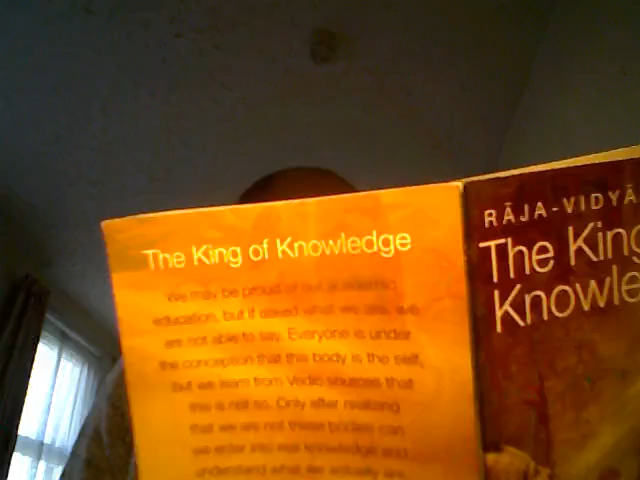 The King of Knowledge
We may be proud of our academic
education, but if asked what we are, we
are not able to say. Everyone is under
the conception that this body is the self,
but we learn from Vedic sources that
this is not so. Only after realizing
that we are not these bodies can
we enter into real knowledge and
understand what we actually are.
RĀJA-VIDYĀ
The King
Knowle